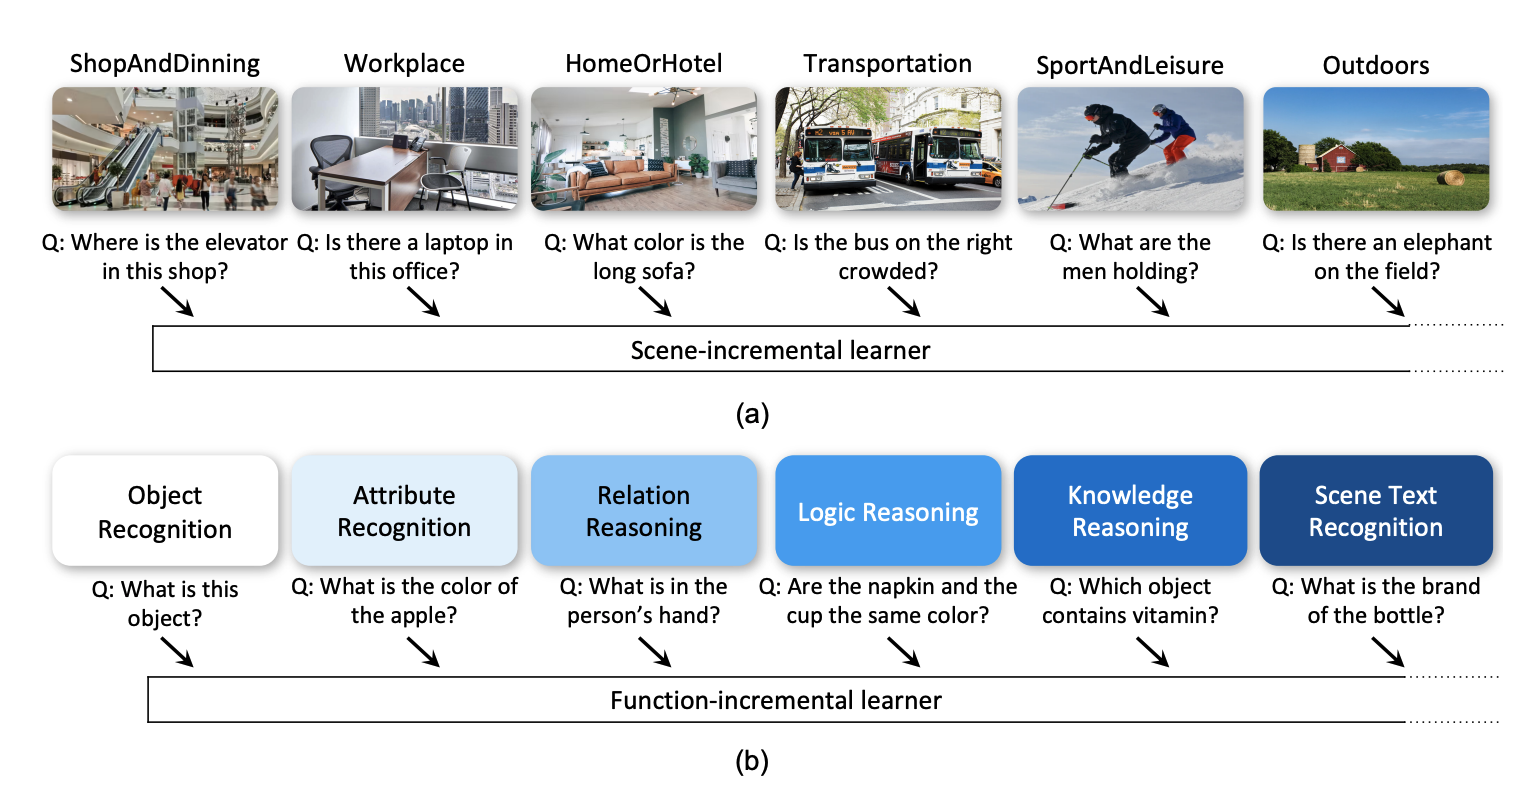 ShopAndDinning Workplace HomeOrHotel Transportation SportAndLeisure Outdoors
Q: Where is the elevator in this shop?
Q: Is there a laptop in this office?
Q: What color is the long sofa?
Q: Is the bus on the right crowded?
Q: What are the men holding?
Q: Is there an elephant on the field?
Scene-incremental learner
(a)
Object Recognition
Attribute Recognition
Relation Reasoning
Logic Reasoning
Knowledge Reasoning
Scene Text Recognition
Q: What is this object?
Q: What is the color of the apple?
Q: What is in the person’s hand?
Q: Are the napkin and the cup the same color?
Q: Which object contains vitamin?
Q: What is the brand of the bottle?
Function-incremental learner
(b)